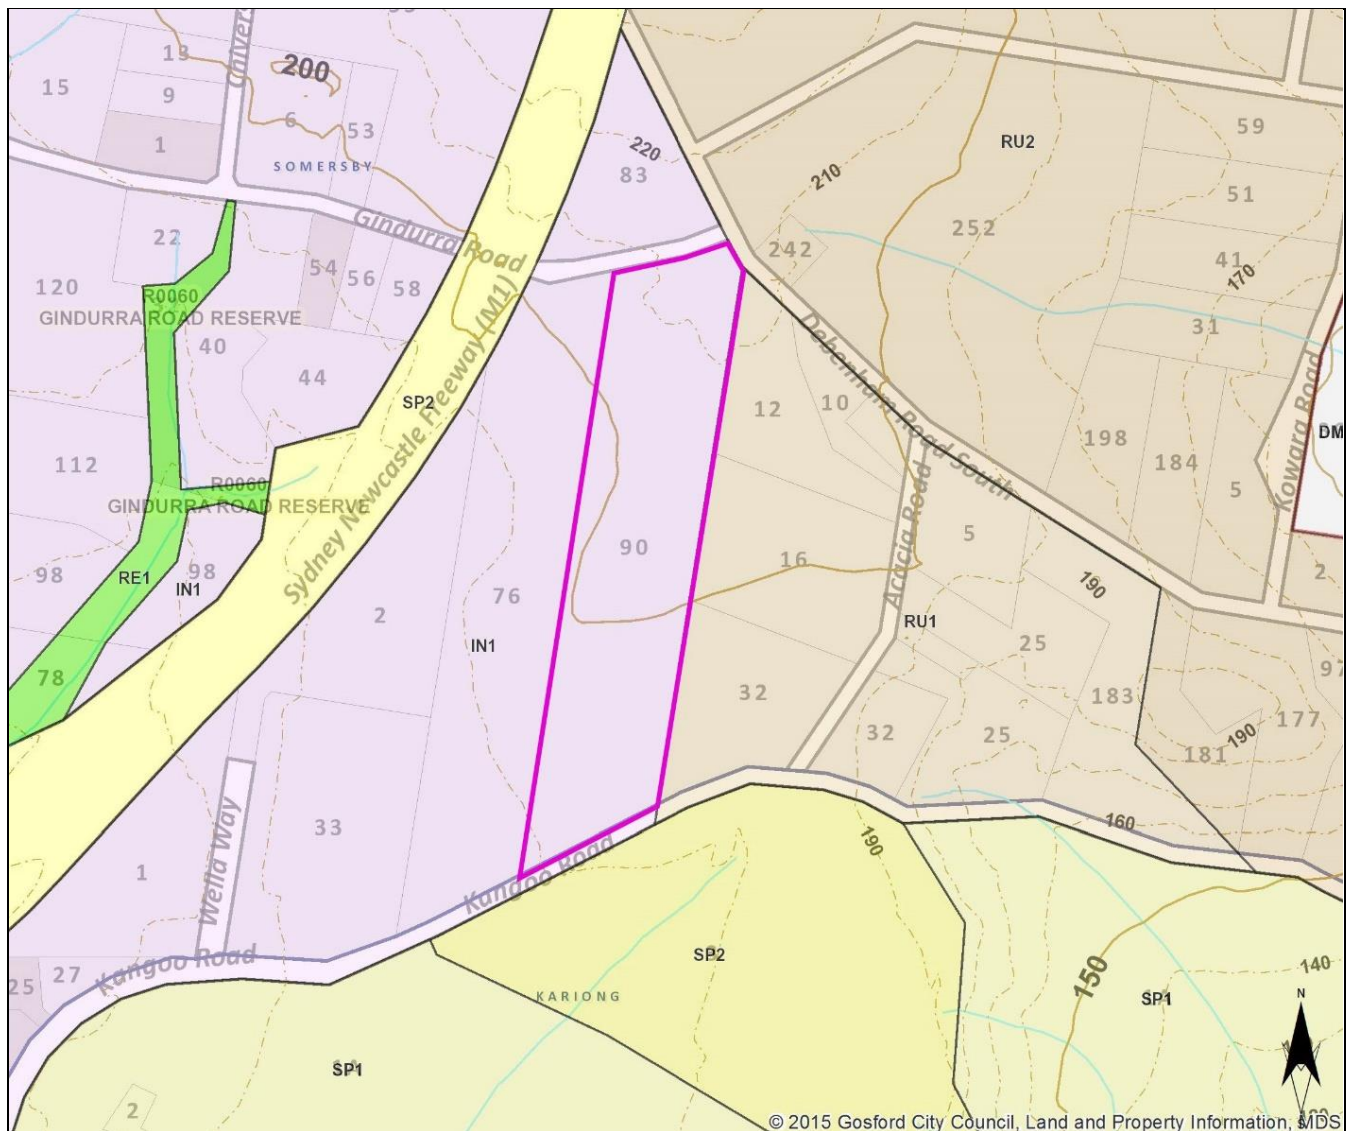 15
13
9
1
200
6
53
SOMERSBY
220
83
RU2
210
59
51
252
242
41
170
31
Gindurra Road
22
54
56
58
120
R0060
GINDURRA ROAD RESERVE
40
44
SP2
Sydney Newcastle Freeway (M1)
12
10
Debenham Road South
198
184
5
Kowara Road
DM
112
R0060
GINDURRA ROAD RESERVE
98
RE1
98
IN1
2
76
IN1
90
16
Acacia Road
5
190
RU1
25
2
78
32
32
25
183
181
190
177
97
33
1
Wella Way
Kangoo Road
160
190
Kangoo Road
25
27
SP2
KARIONG
150
SP1
140
N
SP1
2
© 2015 Gosford City Council, Land and Property Information, MDS